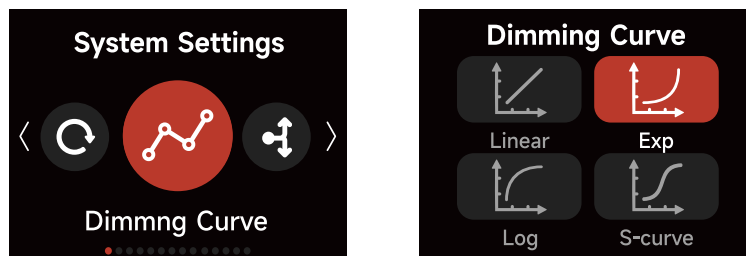 System Settings
Dimmng Curve
Dimming Curve
Linear
Exp
Log
S-curve